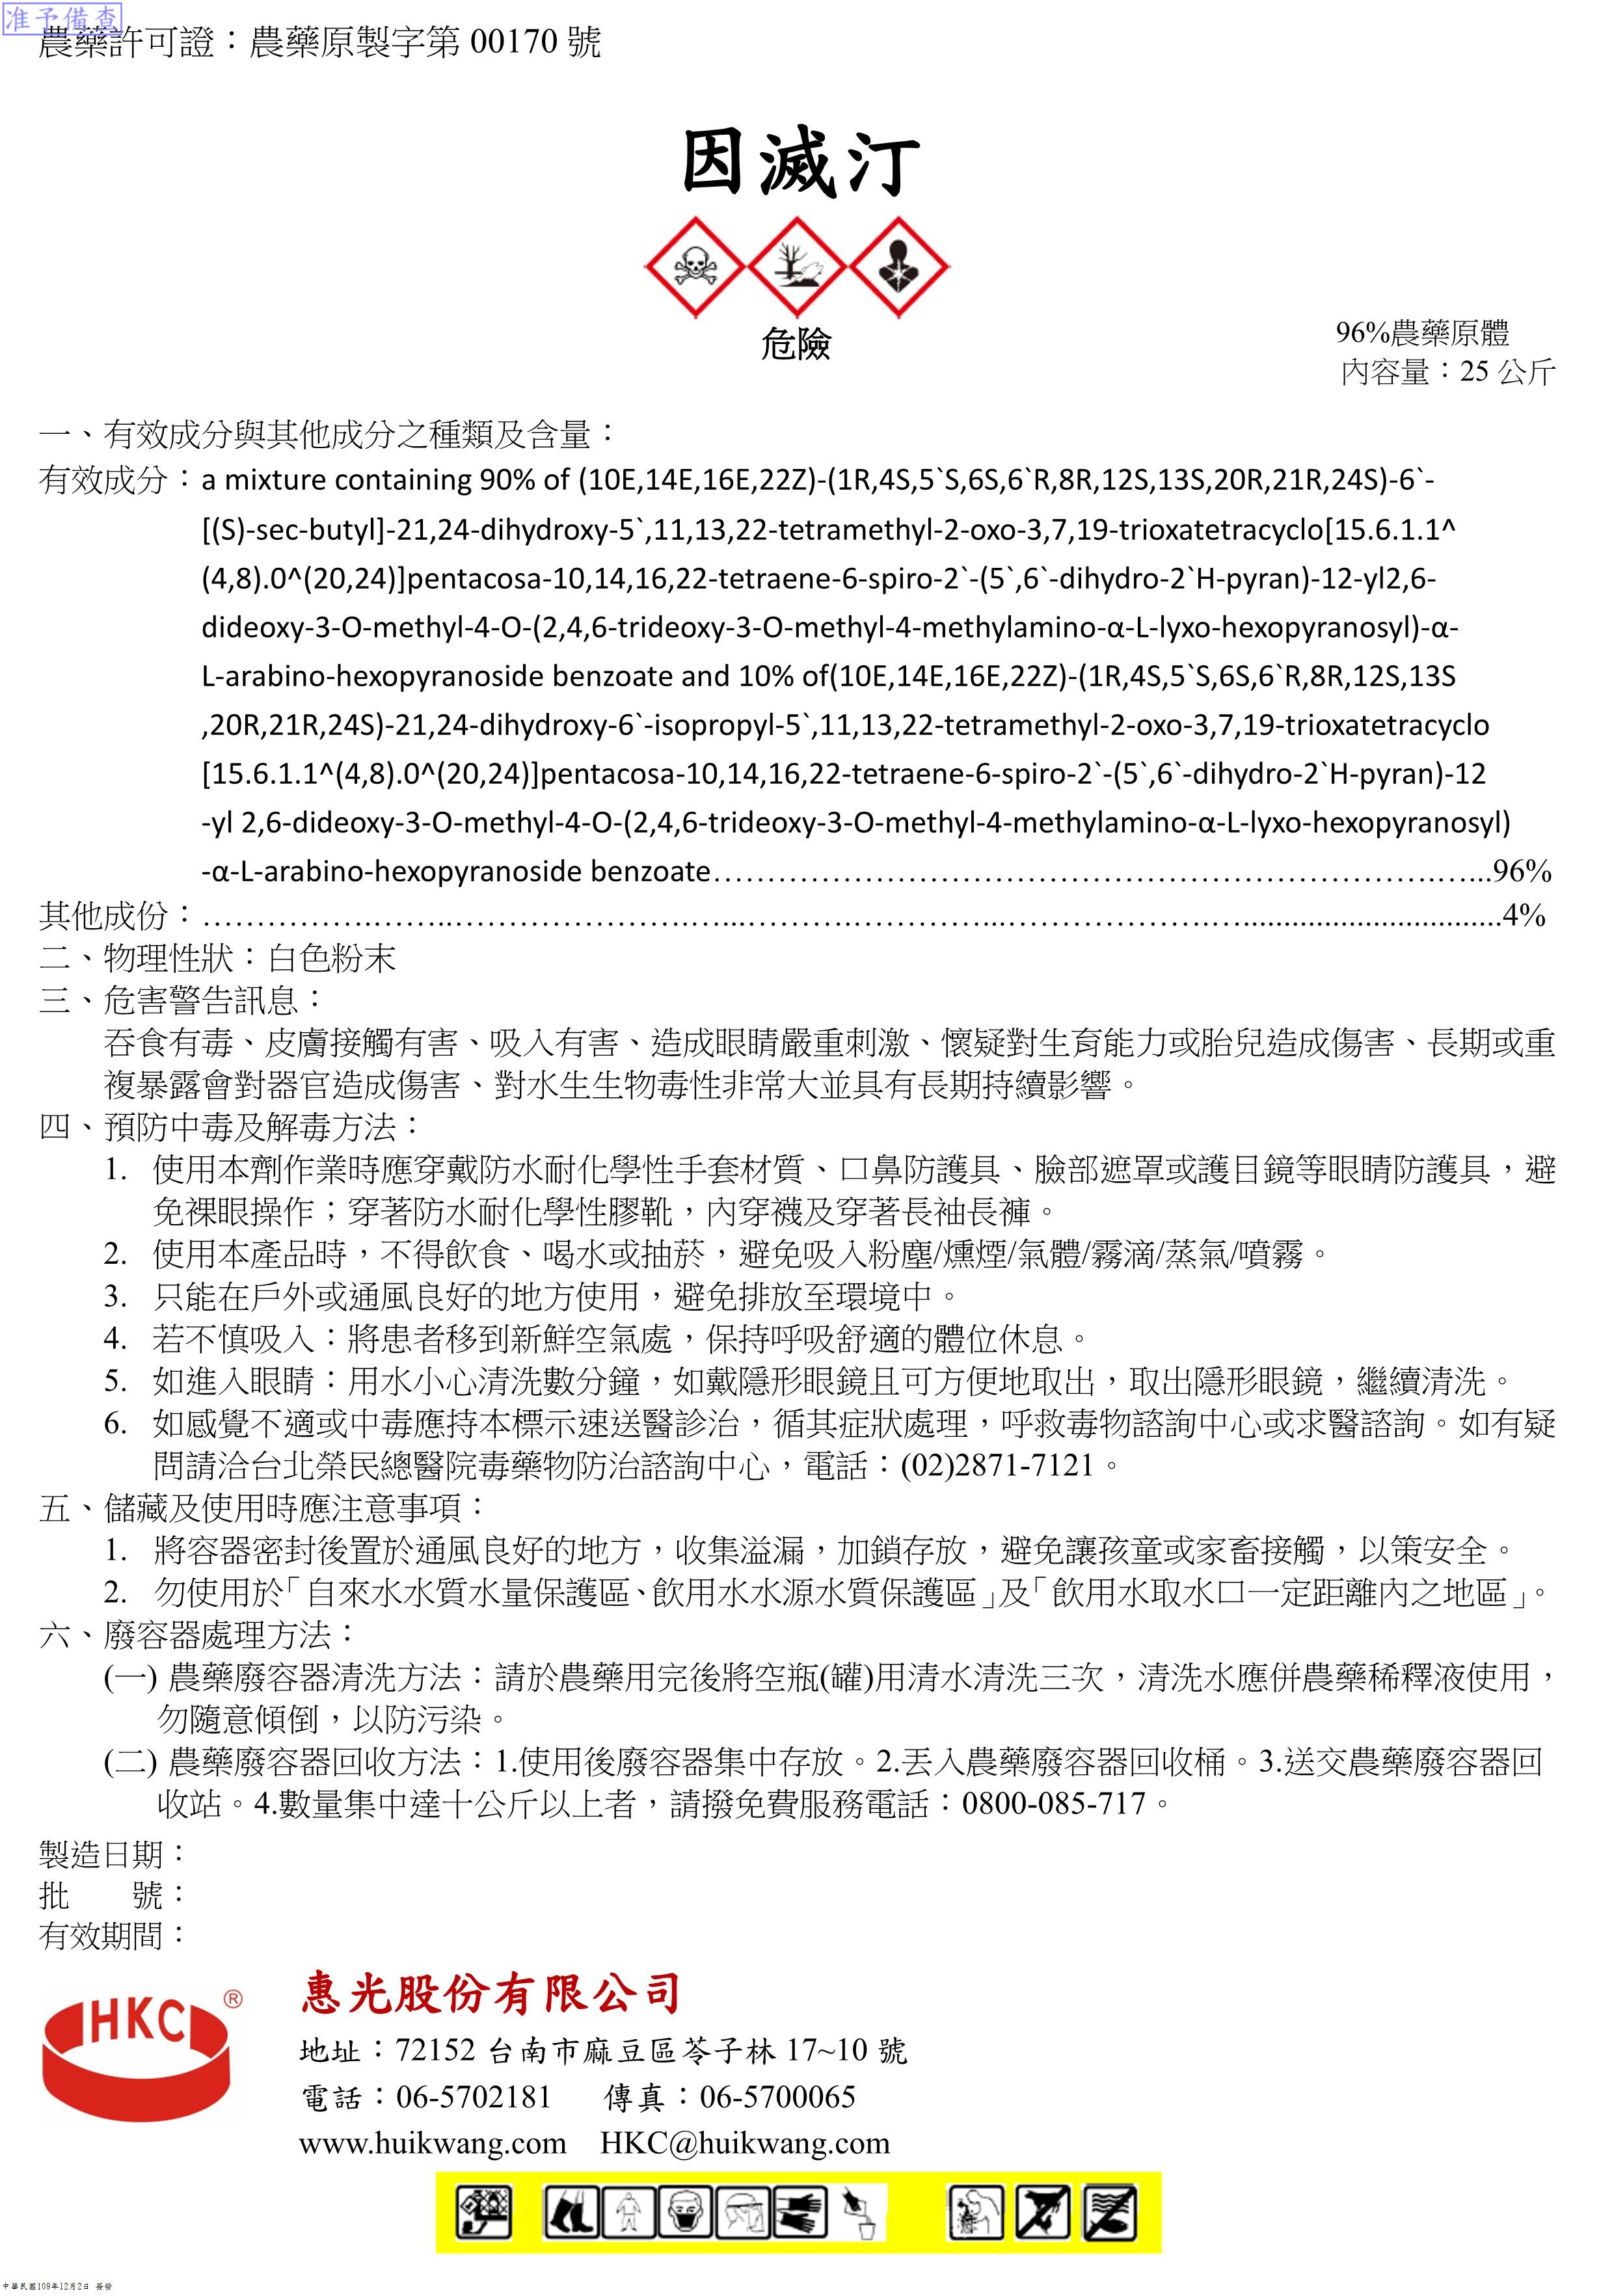 准予備查
農藥許可證：農藥原製字第 00170 號
因滅汀
危險
96%農藥原體
內容量：25 公斤
一、有效成分與其他成分之種類及含量：
有效成分：a mixture containing 90% of (10E,14E,16E,22Z)-(1R,4S,5`S,6S,6`R,8R,12S,13S,20R,21R,24S)-6`-
[(S)-sec-butyl]-21,24-dihydroxy-5`,11,13,22-tetramethyl-2-oxo-3,7,19-trioxatetracyclo[15.6.1.1^
(4,8).0^(20,24)]pentacosa-10,14,16,22-tetraene-6-spiro-2`-(5`,6`-dihydro-2`H-pyran)-12-yl2,6-
dideoxy-3-O-methyl-4-O-(2,4,6-trideoxy-3-O-methyl-4-methylamino-α-L-lyxo-hexopyranosyl)-α-
L-arabino-hexopyranoside benzoate and 10% of(10E,14E,16E,22Z)-(1R,4S,5`S,6S,6`R,8R,12S,13S
,20R,21R,24S)-21,24-dihydroxy-6`-isopropyl-5`,11,13,22-tetramethyl-2-oxo-3,7,19-trioxatetracyclo
[15.6.1.1^(4,8).0^(20,24)]pentacosa-10,14,16,22-tetraene-6-spiro-2`-(5`,6`-dihydro-2`H-pyran)-12
-yl 2,6-dideoxy-3-O-methyl-4-O-(2,4,6-trideoxy-3-O-methyl-4-methylamino-α-L-lyxo-hexopyranosyl)
-α-L-arabino-hexopyranoside benzoate……………………………………………………………….…...96%
其他成份：…………………..……………………...……………………..…………………...............................4%
二、物理性狀：白色粉末
三、危害警告訊息：
吞食有毒、皮膚接觸有害、吸入有害、造成眼睛嚴重刺激、懷疑對生育能力或胎兒造成傷害、長期或重
複暴露會對器官造成傷害、對水生生物毒性非常大並具有長期持續影響。
四、預防中毒及解毒方法：
1. 使用本劑作業時應穿戴防水耐化學性手套材質、口鼻防護具、臉部遮罩或護目鏡等眼睛防護具，避
免裸眼操作；穿著防水耐化學性膠靴，內穿襪及穿著長袖長褲。
2. 使用本產品時，不得飲食、喝水或抽菸，避免吸入粉塵/燻煙/氣體/霧滴/蒸氣/噴霧。
3. 只能在戶外或通風良好的地方使用，避免排放至環境中。
4. 若不慎吸入：將患者移到新鮮空氣處，保持呼吸舒適的體位休息。
5. 如進入眼睛：用水小心清洗數分鐘，如戴隱形眼鏡且可方便地取出，取出隱形眼鏡，繼續清洗。
6. 如感覺不適或中毒應持本標示速送醫診治，循其症狀處理，呼救毒物諮詢中心或求醫諮詢。如有疑
問請洽台北榮民總醫院毒藥物防治諮詢中心，電話：(02)2871-7121。
五、儲藏及使用時應注意事項：
1. 將容器密封後置於通風良好的地方，收集溢漏，加鎖存放，避免讓孩童或家畜接觸，以策安全。
2. 勿使用於「自來水水質水量保護區、飲用水水源水質保護區」及「飲用水取水口一定距離內之地區」。
六、廢容器處理方法：
(一) 農藥廢容器清洗方法：請於農藥用完後將空瓶(罐)用清水清洗三次，清洗水應併農藥稀釋液使用，
勿隨意傾倒，以防污染。
(二) 農藥廢容器回收方法：1.使用後廢容器集中存放。2.丟入農藥廢容器回收桶。3.送交農藥廢容器回
收站。4.數量集中達十公斤以上者，請撥免費服務電話：0800-085-717。
製造日期：
批　　號：
有效期間：
HKC®
惠光股份有限公司
地址：72152 台南市麻豆區苓子林 17~10 號
電話：06-5702181　傳真：06-5700065
www.huikwang.com　HKC@huikwang.com
中華民國109年12月2日 簽發